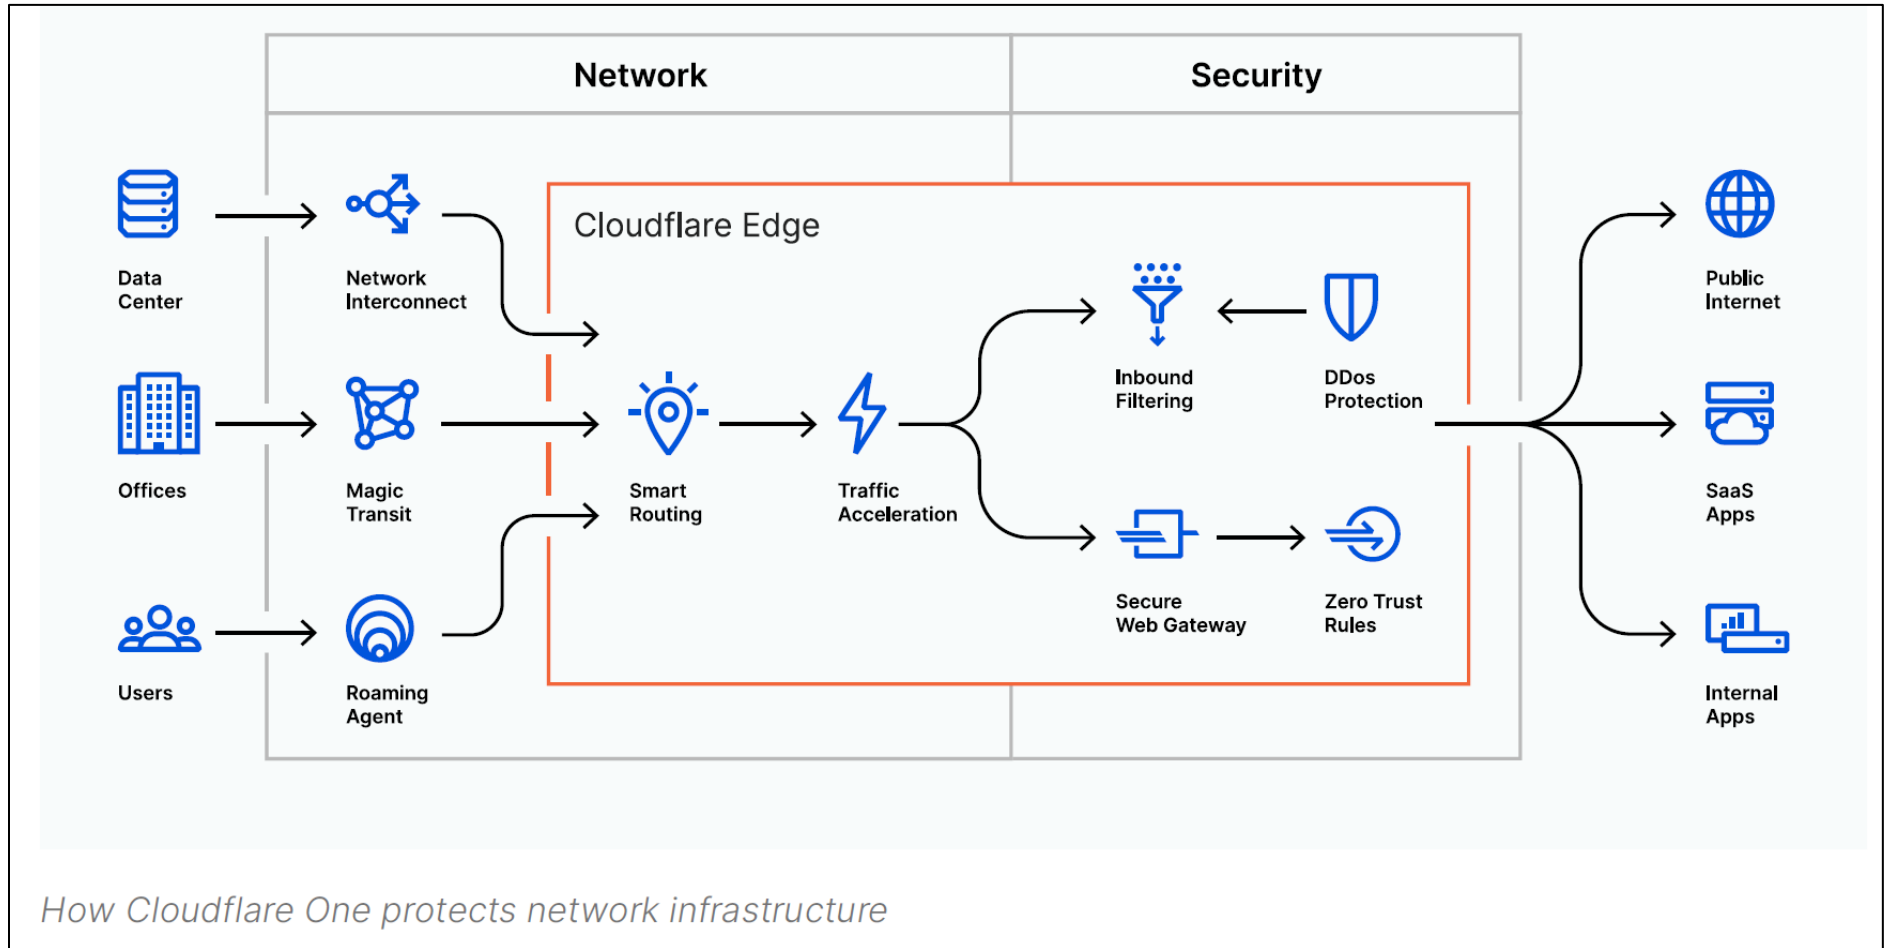 Network
Security
Cloudflare Edge
Data
Center
Network
Interconnect
Inbound
Filtering
DDos
Protection
Public
Internet
Offices
Magic
Transit
Smart
Routing
Traffic
Acceleration
SaaS
Apps
Secure
Web Gateway
Zero Trust
Rules
Users
Roaming
Agent
Internal
Apps
How Cloudflare One protects network infrastructure